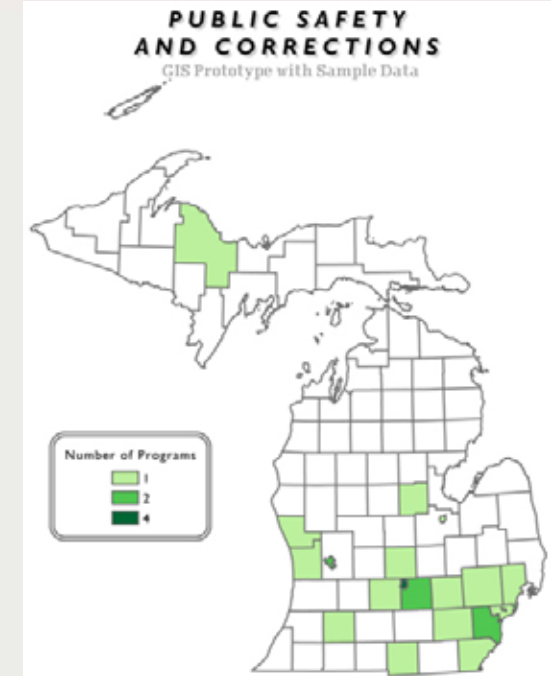 PUBLIC SAFETY
AND CORRECTIONS
GIS Prototype with Sample Data
Number of Programs
1
2
4